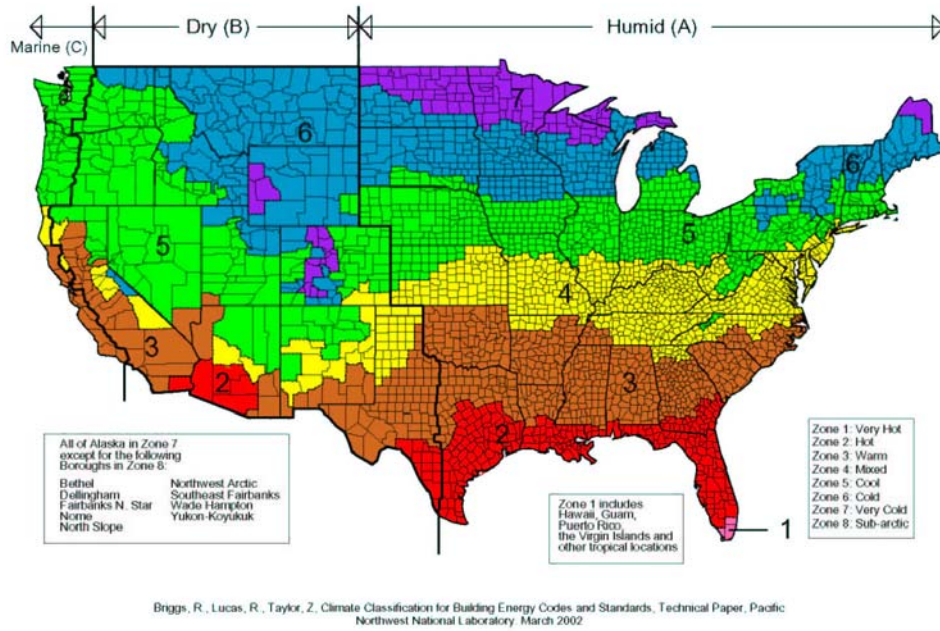 Marine (C)
Dry (B)
Humid (A)
7
6
6
5
5
4
3
3
2
2
1
All of Alaska in Zone 7
except for the following
Boroughs in Zone 8:
Bethel Northwest Arctic
Dellingham Southeast Fairbanks
Fairbanks N. Star Wade Hampton
Nome Yukon-Koyukuk
North Slope
Zone 1 includes
Hawaii, Guam,
Puerto Rico,
the Virgin Islands and
other tropical locations
Zone 1: Very Hot
Zone 2: Hot
Zone 3: Warm
Zone 4: Mixed
Zone 5: Cool
Zone 6: Cold
Zone 7: Very Cold
Zone 8: Sub-arctic
Briggs, R., Lucas, R., Taylor, Z, Climate Classification for Building Energy Codes and Standards, Technical Paper, Pacific
Northwest National Laboratory. March 2002